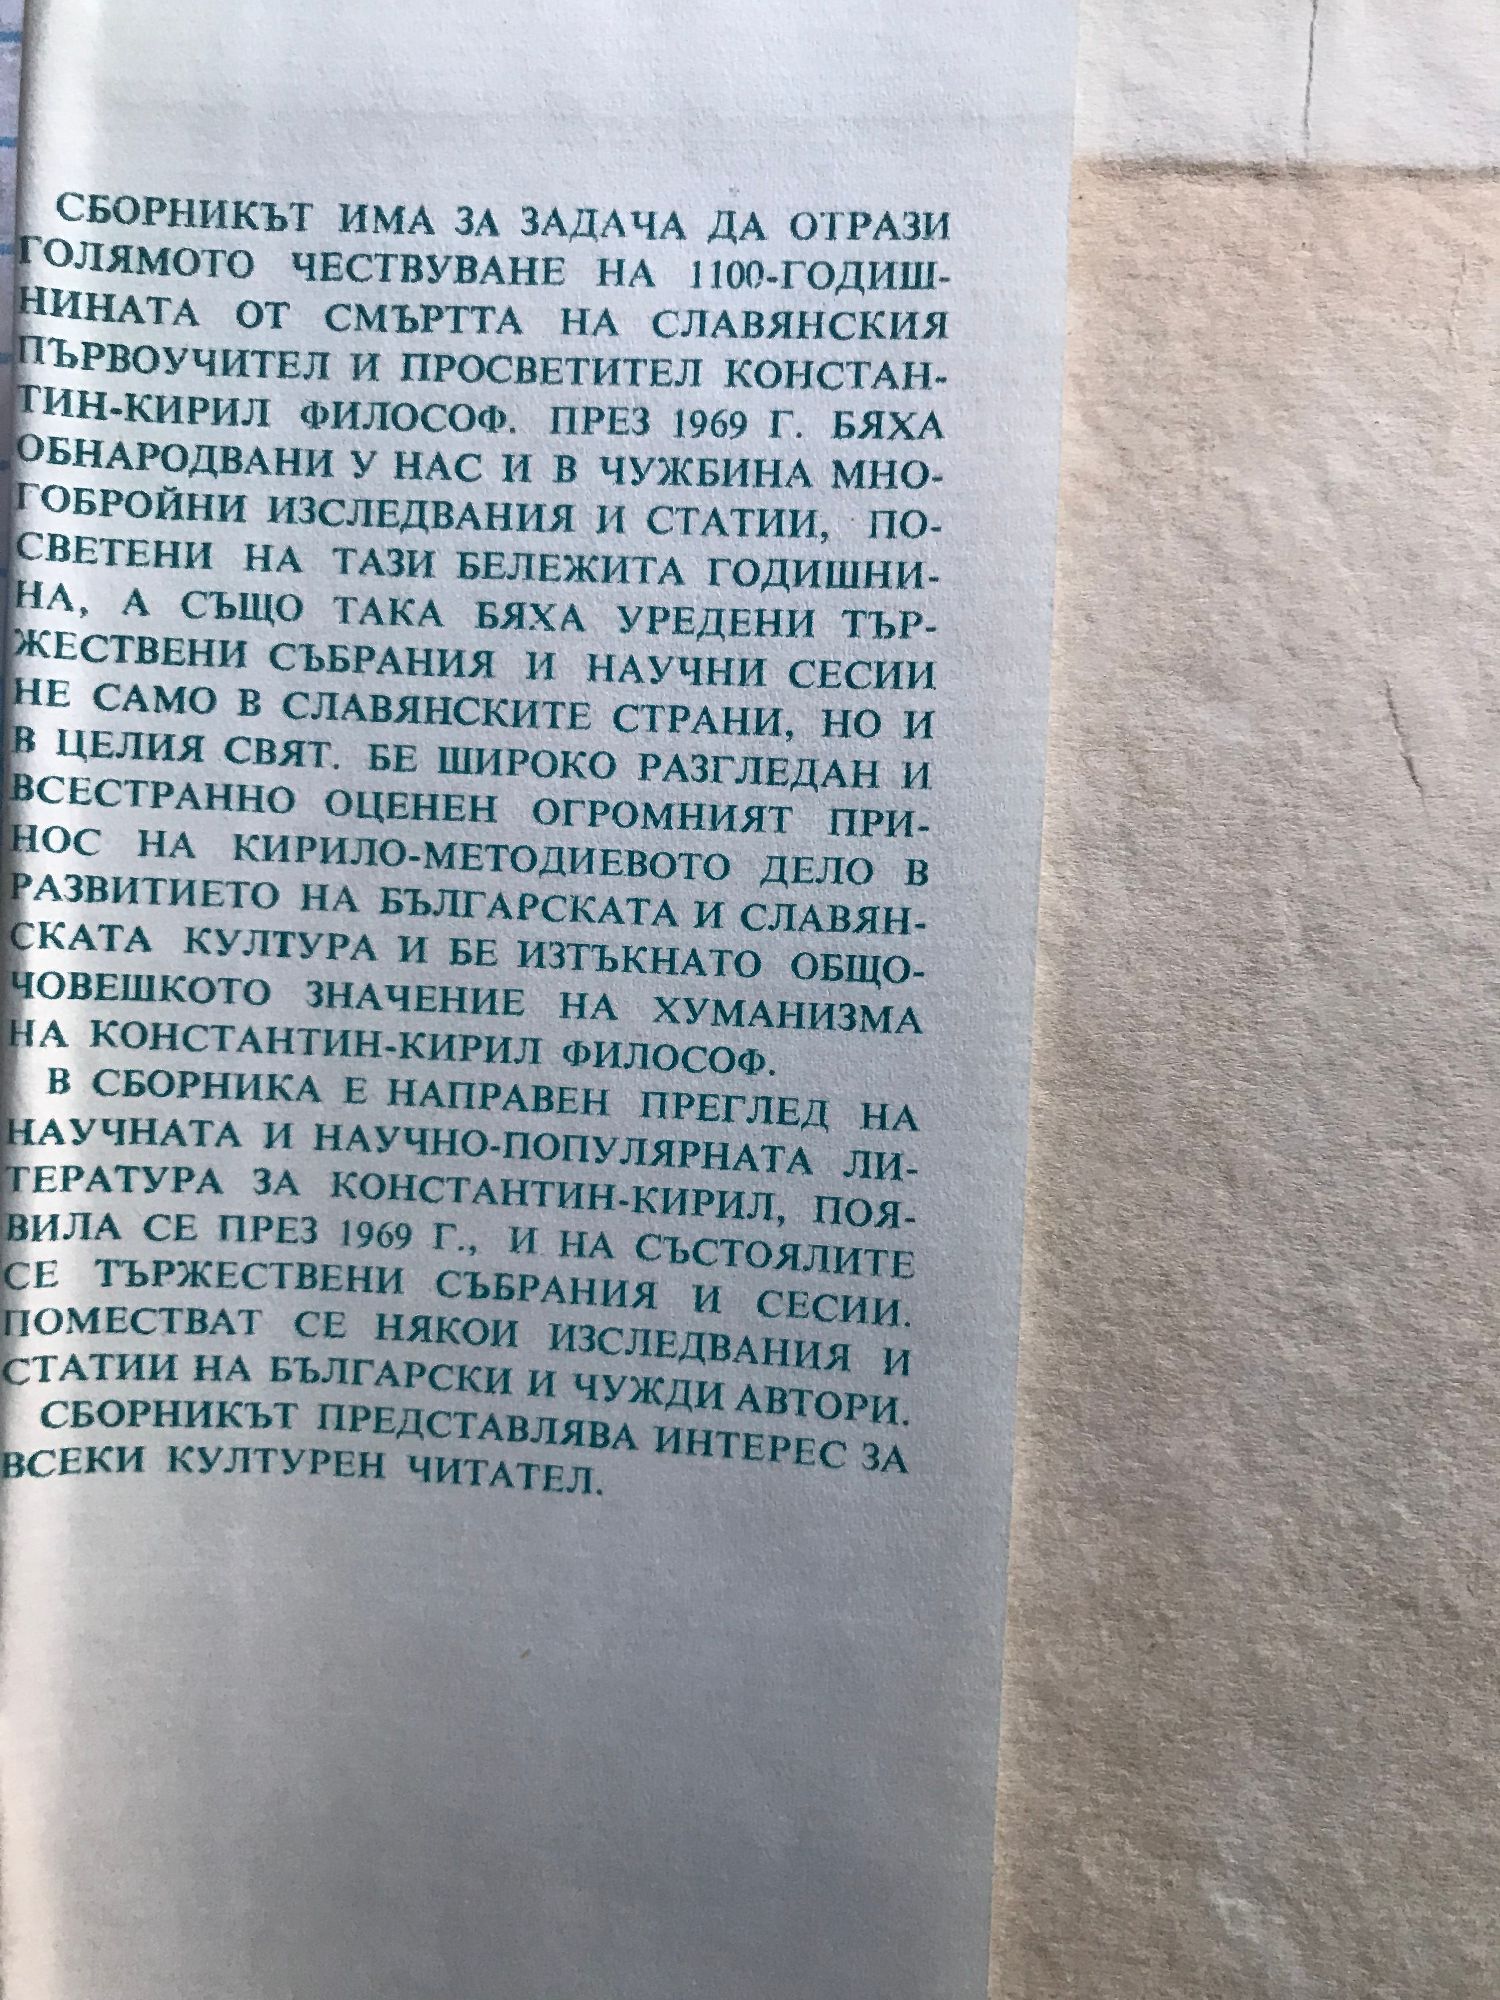 СБОРНИКЪТ ИМА ЗА ЗАДАЧА ДА ОТРАЗИ
ГОЛЯМОТО ЧЕСТВУВАНЕ НА 1100-ГОДИШ-
НИНАТА ОТ СМЪРТТА НА СЛАВЯНСКИЯ
ПЪРВОУЧИТЕЛ И ПРОСВЕТИТЕЛ КОНСТАН-
ТИН-КИРИЛ ФИЛОСОФ. ПРЕЗ 1969 Г. БЯХА
ОБНАРОДВАНИ У НАС И В ЧУЖБИНА МНО-
ГОБРОЙНИ ИЗСЛЕДВАНИЯ И СТАТИИ, ПО-
СВЕТЕНИ НА ТАЗИ БЕЛЕЖИТА ГОДИШНИ-
НА, А СЪЩО ТАКА БЯХА УРЕДЕНИ ТЪР-
ЖЕСТВЕНИ СЪБРАНИЯ И НАУЧНИ СЕСИИ
НЕ САМО В СЛАВЯНСКИТЕ СТРАНИ, НО И
В ЦЕЛИЯ СВЯТ. БЕ ШИРОКО РАЗГЛЕДАН И
ВСЕСТРАННО ОЦЕНЕН ОГРОМНИЯТ ПРИ-
НОС НА КИРИЛО-МЕТОДИЕВОТО ДЕЛО В
РАЗВИТИЕТО НА БЪЛГАРСКАТА И СЛАВЯН-
СКАТА КУЛТУРА И БЕ ИЗТЪКНАТО ОБЩО-
ЧОВЕШКОТО ЗНАЧЕНИЕ НА ХУМАНИЗМА
НА КОНСТАНТИН-КИРИЛ ФИЛОСОФ.
В СБОРНИКА Е НАПРАВЕН ПРЕГЛЕД НА
НАУЧНАТА И НАУЧНО-ПОПУЛЯРНАТА ЛИ-
ТЕРАТУРА ЗА КОНСТАНТИН-КИРИЛ, ПОЯ-
ВИЛА СЕ ПРЕЗ 1969 Г., И НА СЪСТОЯЛИТЕ
СЕ ТЪРЖЕСТВЕНИ СЪБРАНИЯ И СЕСИИ.
ПОМЕСТВАТ СЕ НЯКОИ ИЗСЛЕДВАНИЯ И
СТАТИИ НА БЪЛГАРСКИ И ЧУЖДИ АВТОРИ.
СБОРНИКЪТ ПРЕДСТАВЛЯВА ИНТЕРЕС ЗА
ВСЕКИ КУЛТУРЕН ЧИТАТЕЛ.